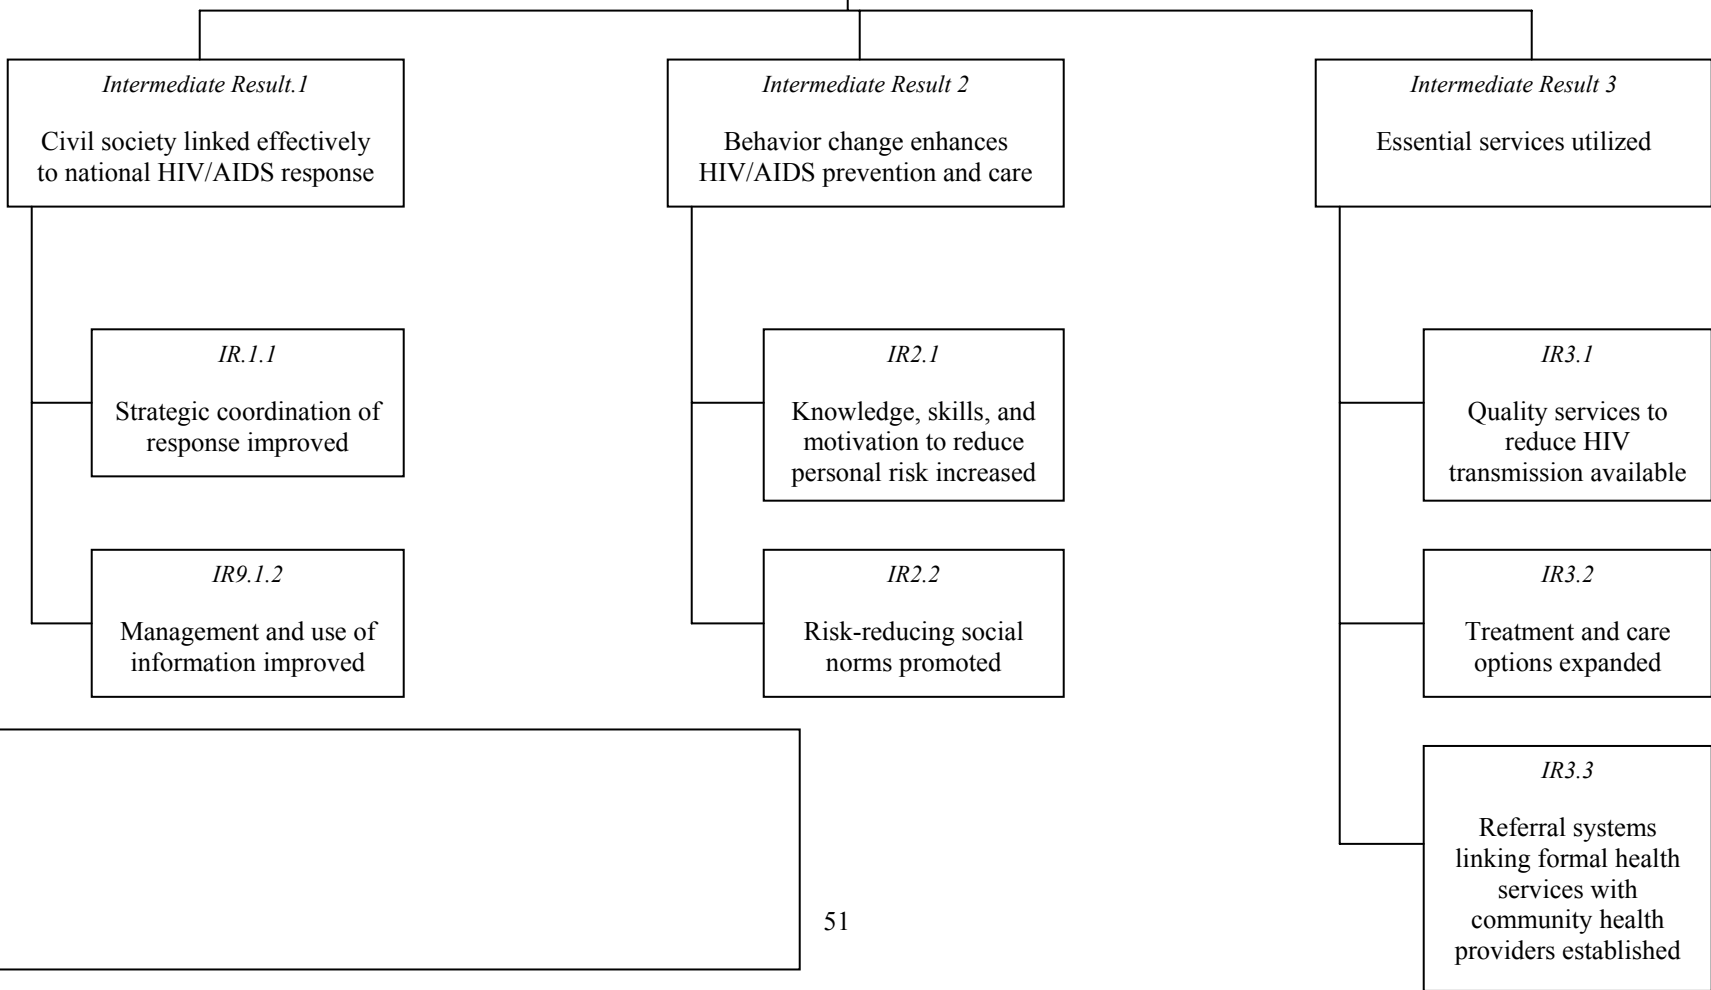 Intermediate Result.1
Civil society linked effectively
to national HIV/AIDS response
Intermediate Result 2
Behavior change enhances
HIV/AIDS prevention and care
Intermediate Result 3
Essential services utilized
IR.1.1
Strategic coordination of
response improved
IR2.1
Knowledge, skills, and
motivation to reduce
personal risk increased
IR3.1
Quality services to
reduce HIV
transmission available
IR9.1.2
Management and use of
information improved
IR2.2
Risk-reducing social
norms promoted
IR3.2
Treatment and care
options expanded
IR3.3
Referral systems
linking formal health
services with
community health
providers established
51